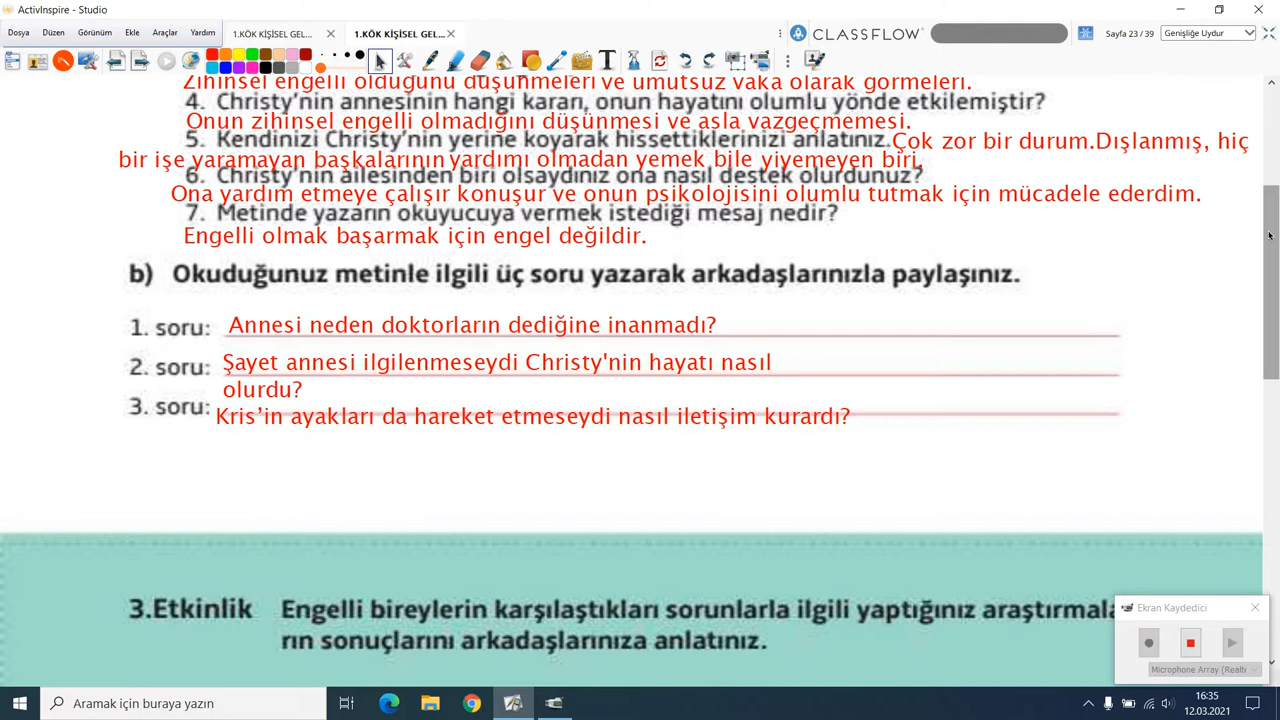 ActivInspire - Studio
Dosya Düzen Görünüm Ekle Araçlar Yardım
1.KÖK KİŞİSEL GEL...
1.KÖK KİŞİSEL GEL...
CLASSFLOW
Sayfa 23 / 39
Genişliğe Uydur
Zihinsel engelli olduğunu düşünmeleri ve umutsuz vaka olarak görmeleri.
4. Christy'nin annesinin hangi kararı, onun hayatını olumlu yönde etkilemiştir?
Onun zihinsel engelli olmadığını düşünmesi ve asla vazgeçmemesi.
5. Kendinizi Christy'nin yerine koyarak hissettiklerinizi anlatınız. Çok zor bir durum.Dışlanmış, hiç
bir işe yaramayan başkalarının yardımı olmadan yemek bile yiyemeyen biri.
6. Christy'nin ailesinden biri olsaydınız ona nasıl destek olurdunuz?
Ona yardım etmeye çalışır konuşur ve onun psikolojisini olumlu tutmak için mücadele ederdim.
7. Metinde yazarın okuyucuya vermek istediği mesaj nedir?
Engelli olmak başarmak için engel değildir.
b) Okuduğunuz metinle ilgili üç soru yazarak arkadaşlarınızla paylaşınız.
1. soru: Annesi neden doktorların dediğine inanmadı?
2. soru: Şayet annesi ilgilenmeseydi Christy'nin hayatı nasıl
olurdu?
3. soru: Kris’in ayakları da hareket etmeseydi nasıl iletişim kurardı?
3.Etkinlik Engelli bireylerin karşılaştıkları sorunlarla ilgili yaptığınız araştırmala
rın sonuçlarını arkadaşlarınıza anlatınız.
Ekran Kaydedici
Microphone Array (Realte
Aramak için buraya yazın
16:35
12.03.2021